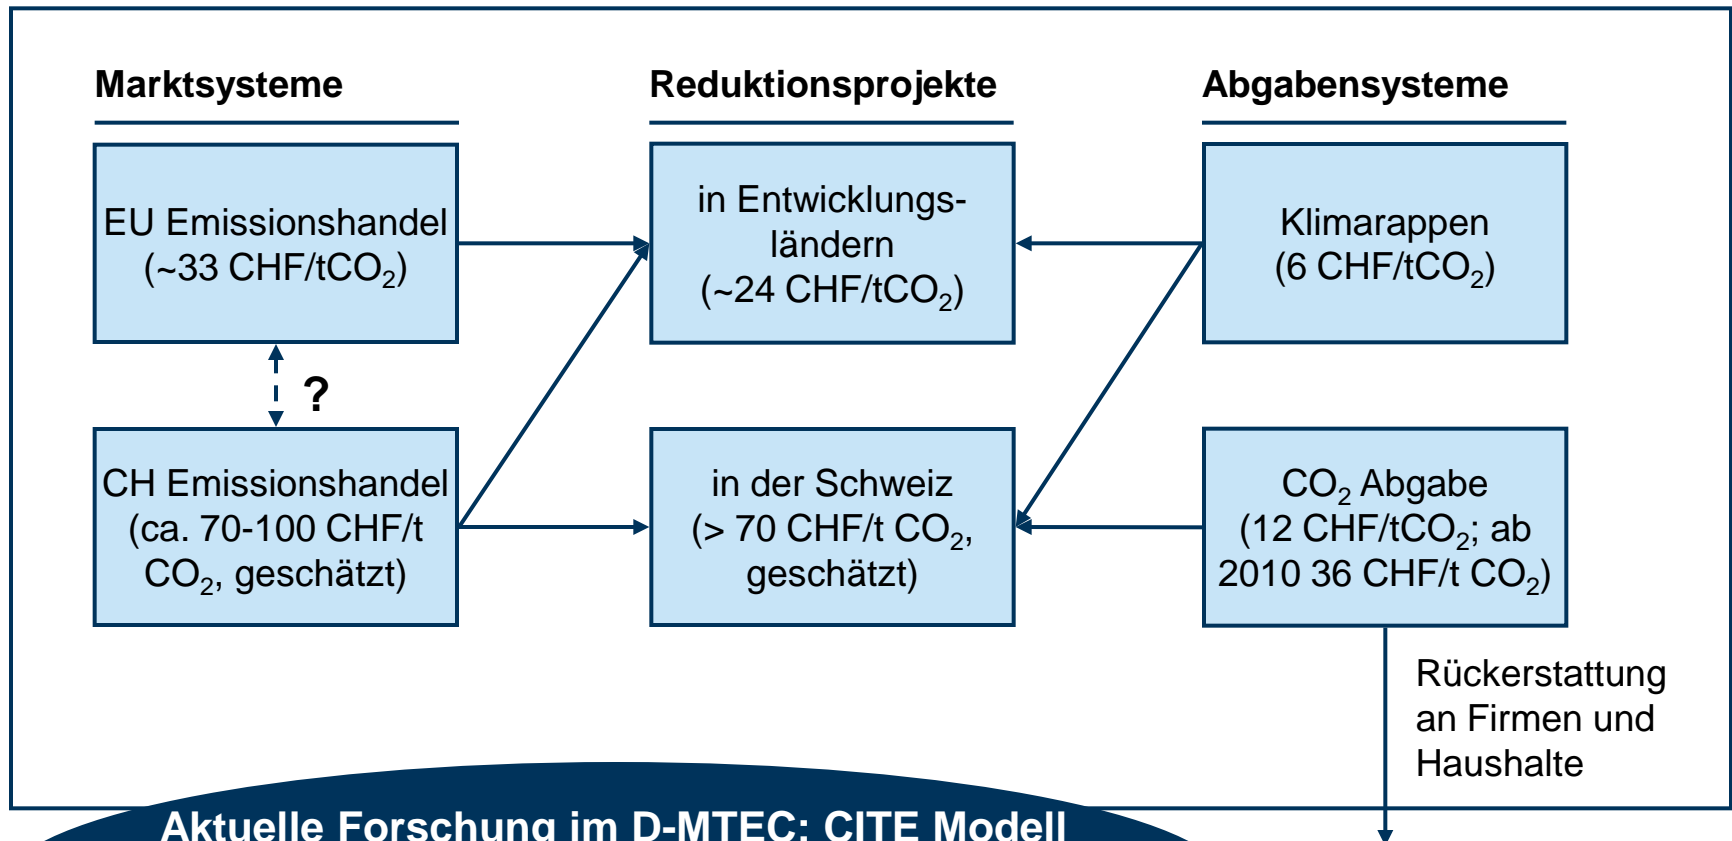 Marktsysteme
EU Emissionshandel
(~33 CHF/tCO₂)
?
CH Emissionshandel
(ca. 70-100 CHF/t
CO₂, geschätzt)
Reduktionsprojekte
in Entwicklungs-
ländern
(~24 CHF/tCO₂)
in der Schweiz
(> 70 CHF/t CO₂,
geschätzt)
Abgabensysteme
Klimarappen
(6 CHF/tCO₂)
CO₂ Abgabe
(12 CHF/tCO₂; ab
2010 36 CHF/t CO₂)
Rückerstattung
an Firmen und
Haushalte
Aktuelle Forschung im D-MTEC: CITE Modell